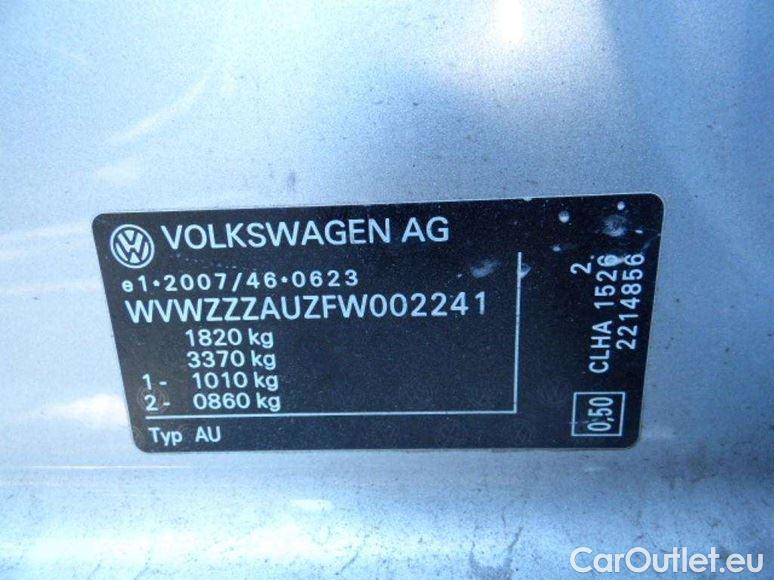 VOLKSWAGEN AG
e1*2007/46*0623
WVWZZZAUZFW002241
1820 kg
3370 kg
1- 1010 kg
2- 0860 kg
Typ AU
2.
CLHA 1526
2214856
0,50
CarOutlet.eu